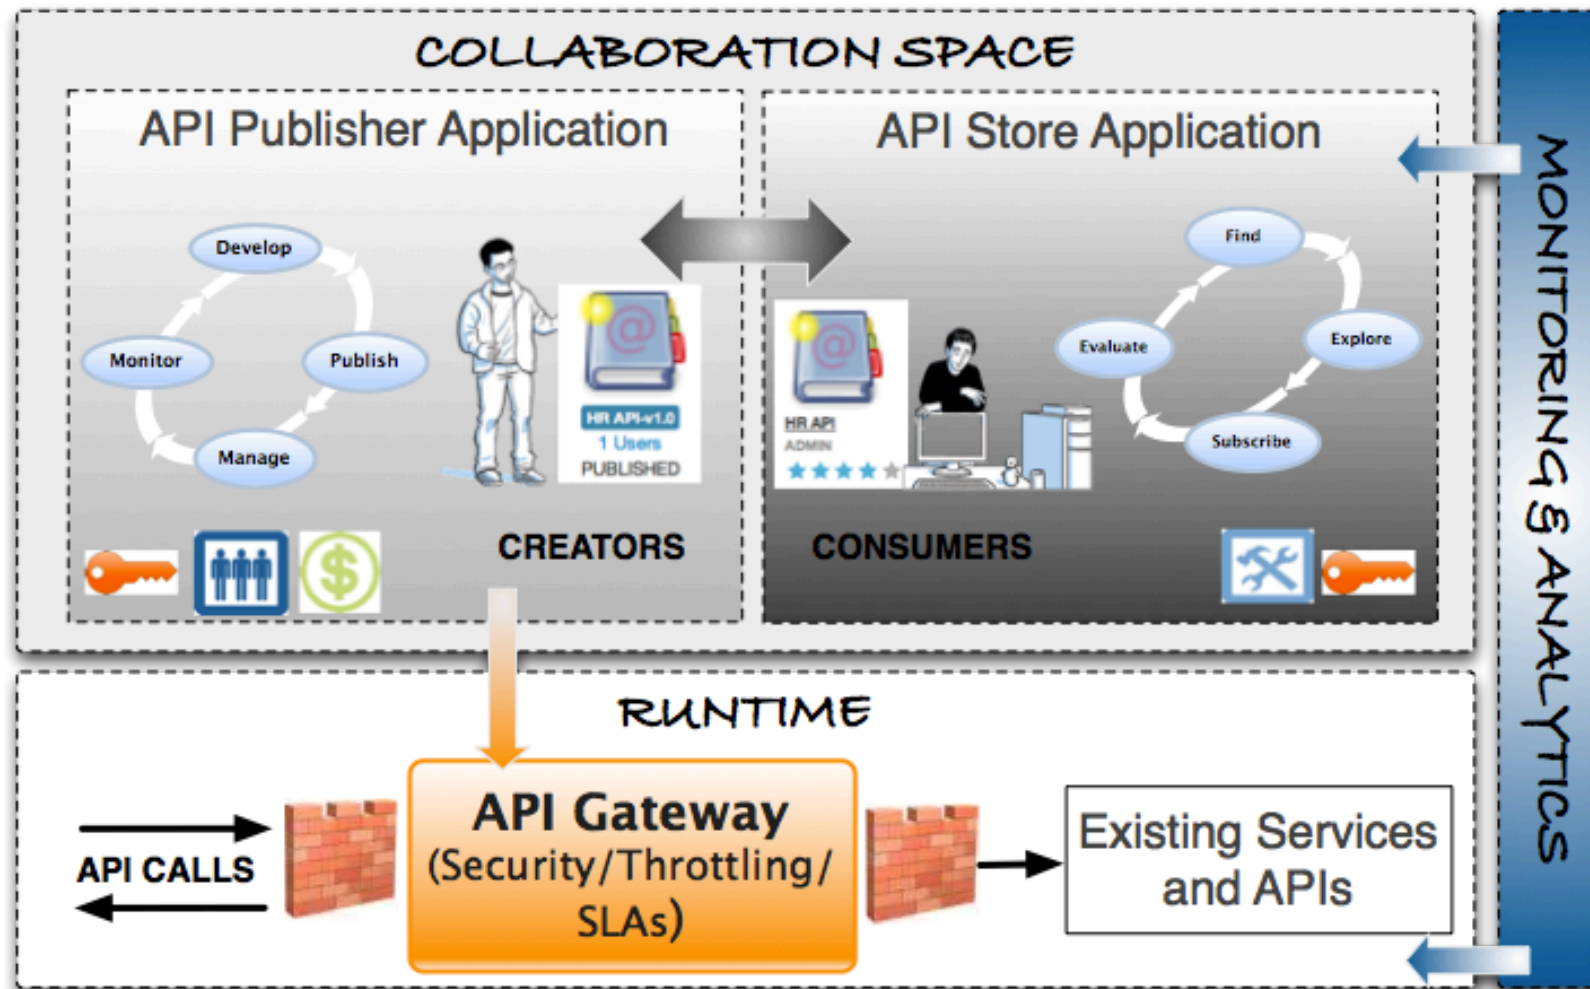 COLLABORATION SPACE
API Publisher Application
Develop
Monitor
Publish
Manage
@
HR API-v1.0
1 Users
PUBLISHED
CREATORS
$
API Store Application
Find
Evaluate
Explore
Subscribe
@
HR API
ADMIN
CONSUMERS
RUNTIME
API CALLS
API Gateway
(Security/Throttling/
SLAs)
Existing Services
and APIs
MONITORING & ANALYTICS